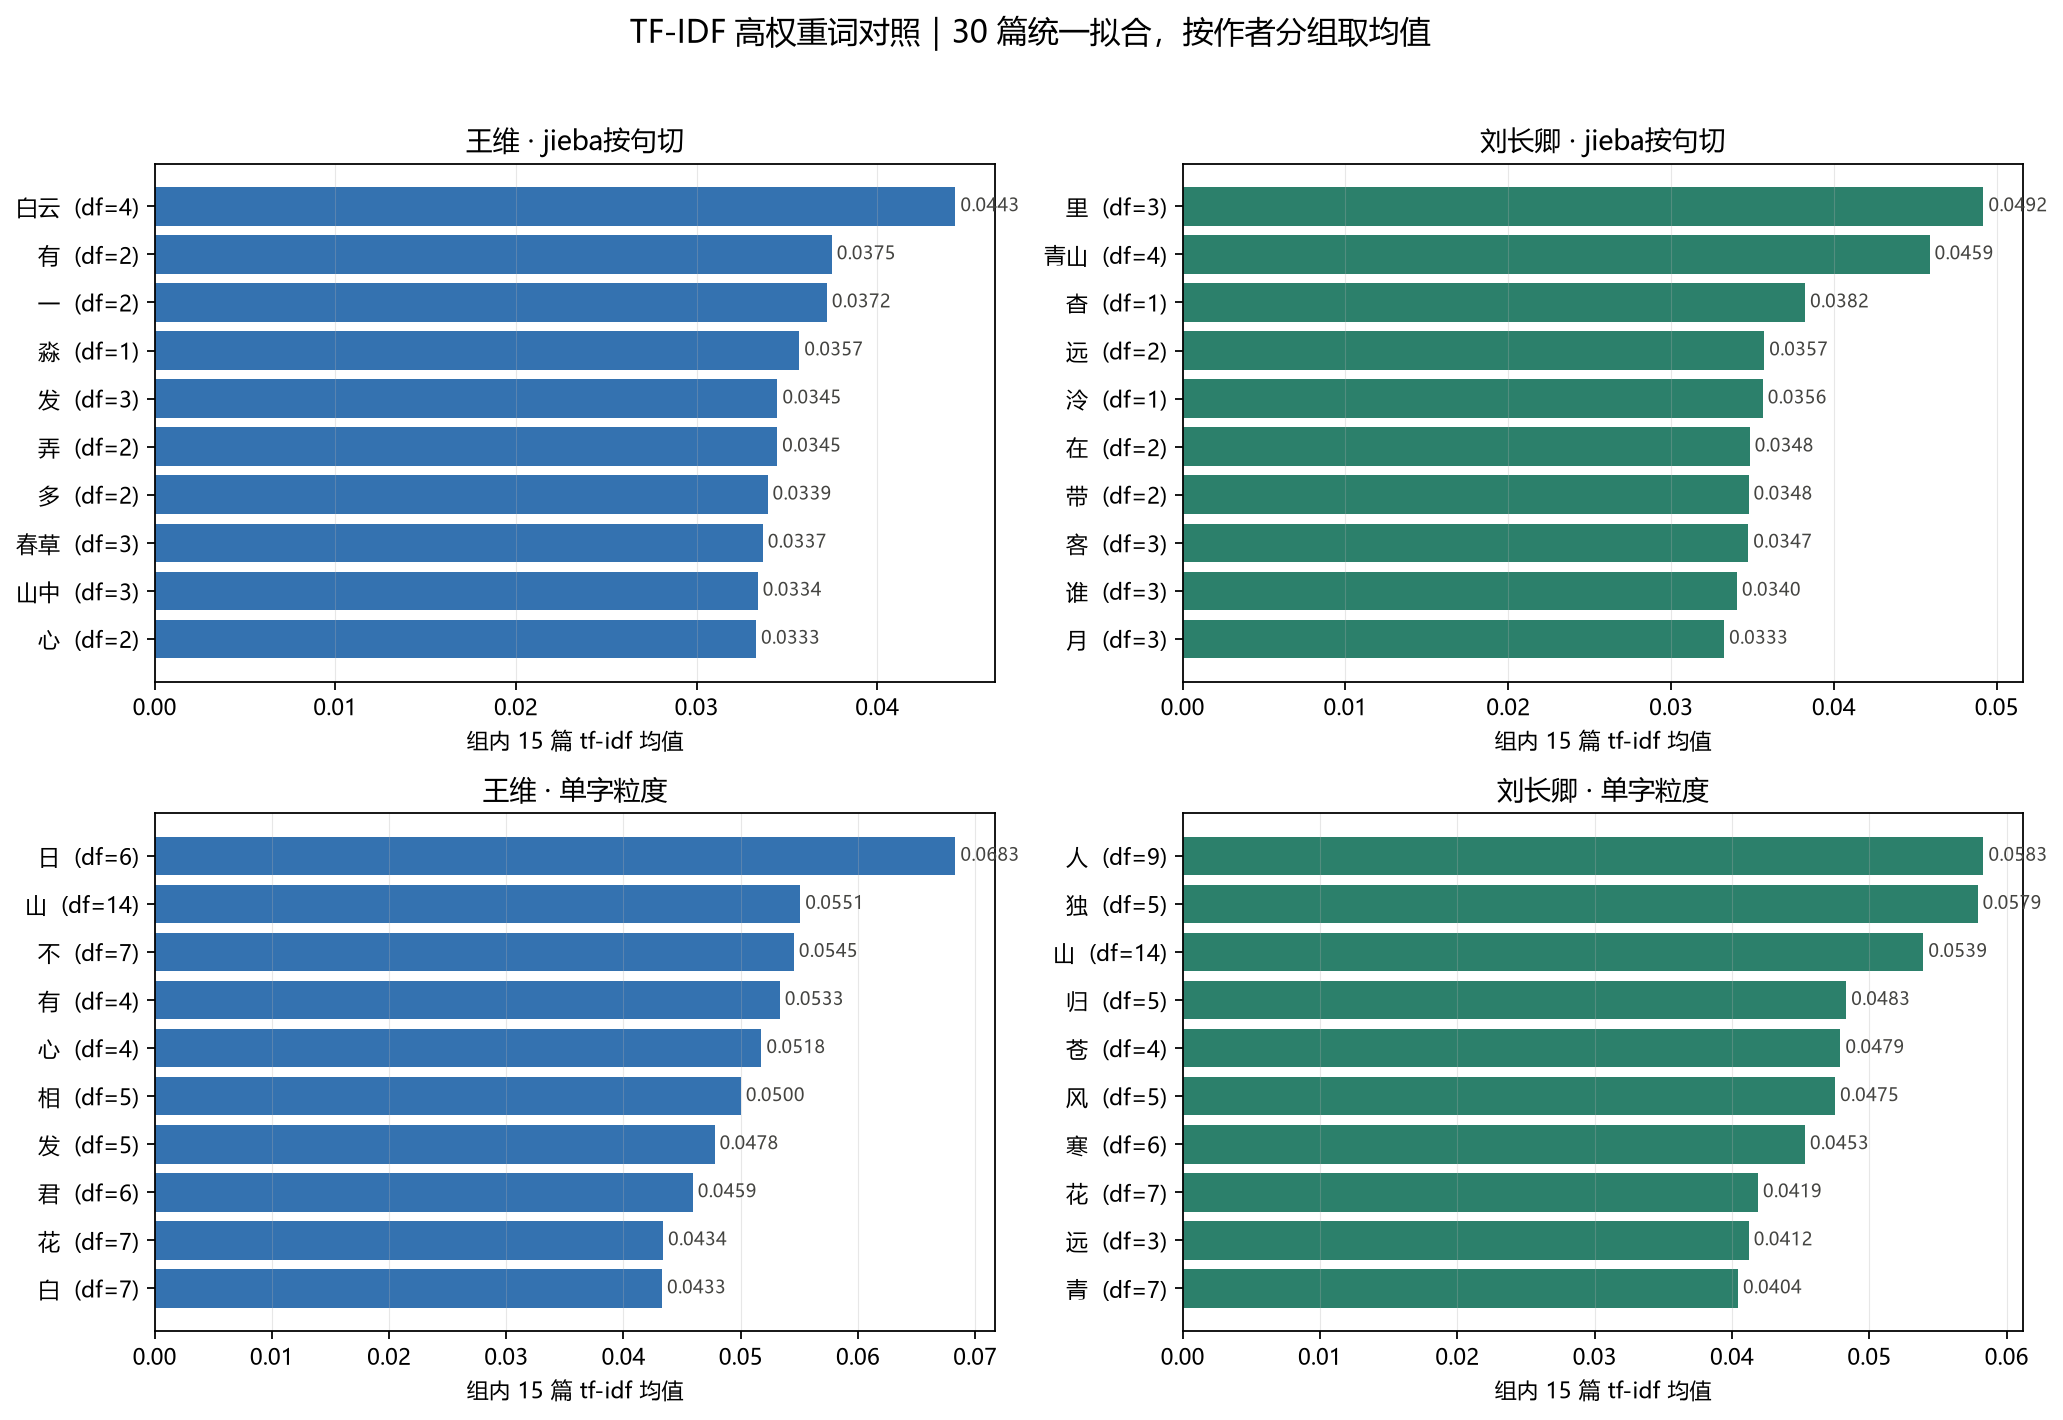 TF-IDF 高权重词对照 | 30 篇统一拟合，按作者分组取均值
王维 · jieba按句切
白云 (df=4) 0.0443
有 (df=2) 0.0375
一 (df=2) 0.0372
淼 (df=1) 0.0357
发 (df=3) 0.0345
弄 (df=2) 0.0345
多 (df=2) 0.0339
春草 (df=3) 0.0337
山中 (df=3) 0.0334
心 (df=2) 0.0333
0.00 0.01 0.02 0.03 0.04
组内 15 篇 tf-idf 均值
刘长卿 · jieba按句切
里 (df=3) 0.0492
青山 (df=4) 0.0459
杳 (df=1) 0.0382
远 (df=2) 0.0357
泠 (df=1) 0.0356
在 (df=2) 0.0348
带 (df=2) 0.0348
客 (df=3) 0.0347
谁 (df=3) 0.0340
月 (df=3) 0.0333
0.00 0.01 0.02 0.03 0.04 0.05
组内 15 篇 tf-idf 均值
王维 · 单字粒度
日 (df=6) 0.0683
山 (df=14) 0.0551
不 (df=7) 0.0545
有 (df=4) 0.0533
心 (df=4) 0.0518
相 (df=5) 0.0500
发 (df=5) 0.0478
君 (df=6) 0.0459
花 (df=7) 0.0434
白 (df=7) 0.0433
0.00 0.01 0.02 0.03 0.04 0.05 0.06 0.07
组内 15 篇 tf-idf 均值
刘长卿 · 单字粒度
人 (df=9) 0.0583
独 (df=5) 0.0579
山 (df=14) 0.0539
归 (df=5) 0.0483
苍 (df=4) 0.0479
风 (df=5) 0.0475
寒 (df=6) 0.0453
花 (df=7) 0.0419
远 (df=3) 0.0412
青 (df=7) 0.0404
0.00 0.01 0.02 0.03 0.04 0.05 0.06
组内 15 篇 tf-idf 均值